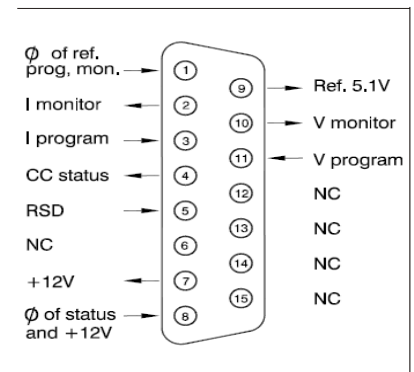 Ø of ref.
prog, mon.
I monitor
I program
CC status
RSD
NC
+12V
Ø of status
and +12V
1
2
3
4
5
6
7
8
9
10
11
12
13
14
15
Ref. 5.1V
V monitor
V program
NC
NC
NC
NC